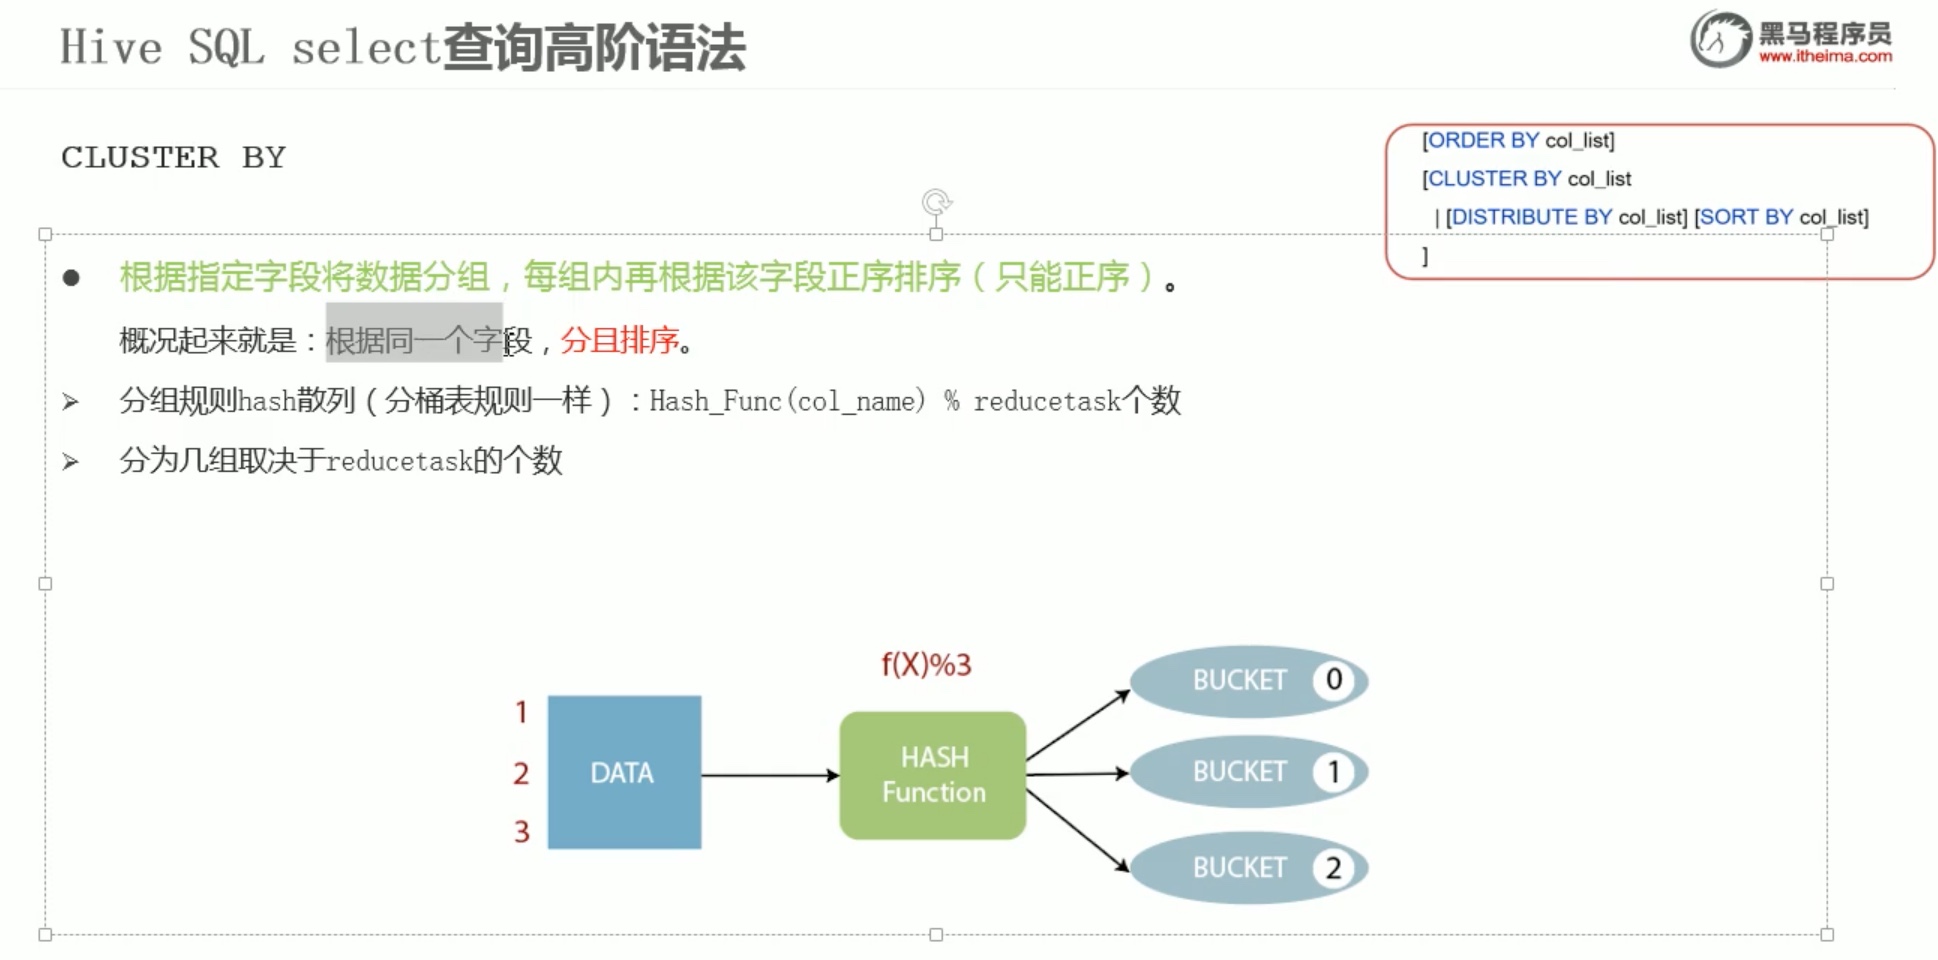 Hive SQL select查询高阶语法
黑马程序员
www.itheima.com
CLUSTER BY
[ORDER BY col_list]
[CLUSTER BY col_list
| [DISTRIBUTE BY col_list] [SORT BY col_list]
]
● 根据指定字段将数据分组，每组内再根据该字段正序排序（只能正序）。
概况起来就是：根据同一个字段，分且排序。
➢ 分组规则hash散列（分桶表规则一样）：Hash_Func(col_name) % reducetask个数
➢ 分为几组取决于reducetask的个数
f(X)%3
1
2
3
DATA
HASH
Function
BUCKET 0
BUCKET 1
BUCKET 2